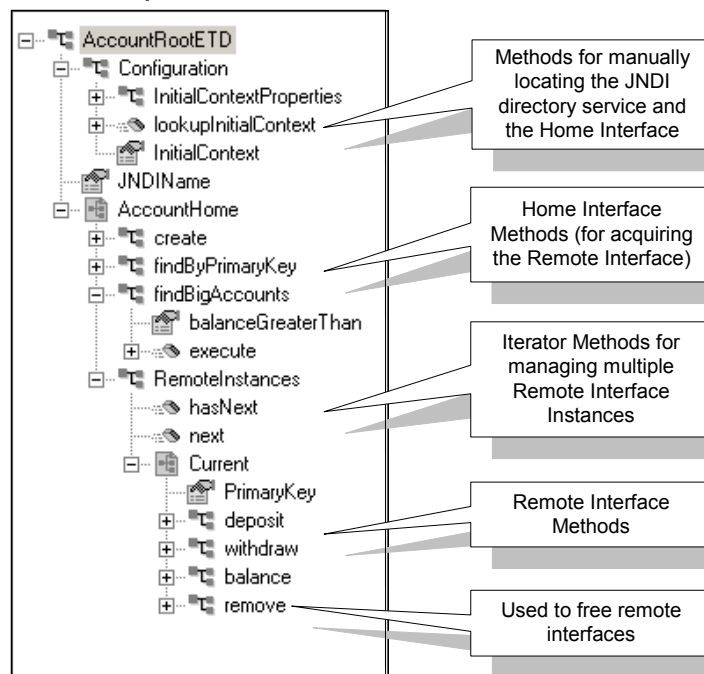 AccountRootETD
Configuration
InitialContextProperties
lookupInitialContext
InitialContext
JNDIName
AccountHome
create
findByPrimaryKey
findBigAccounts
balanceGreaterThan
execute
RemoteInstances
hasNext
next
Current
PrimaryKey
deposit
withdraw
balance
remove
Methods for manually
locating the JNDI
directory service and
the Home Interface
Home Interface
Methods (for acquiring
the Remote Interface)
Iterator Methods for
managing multiple
Remote Interface
Instances
Remote Interface
Methods
Used to free remote
interfaces